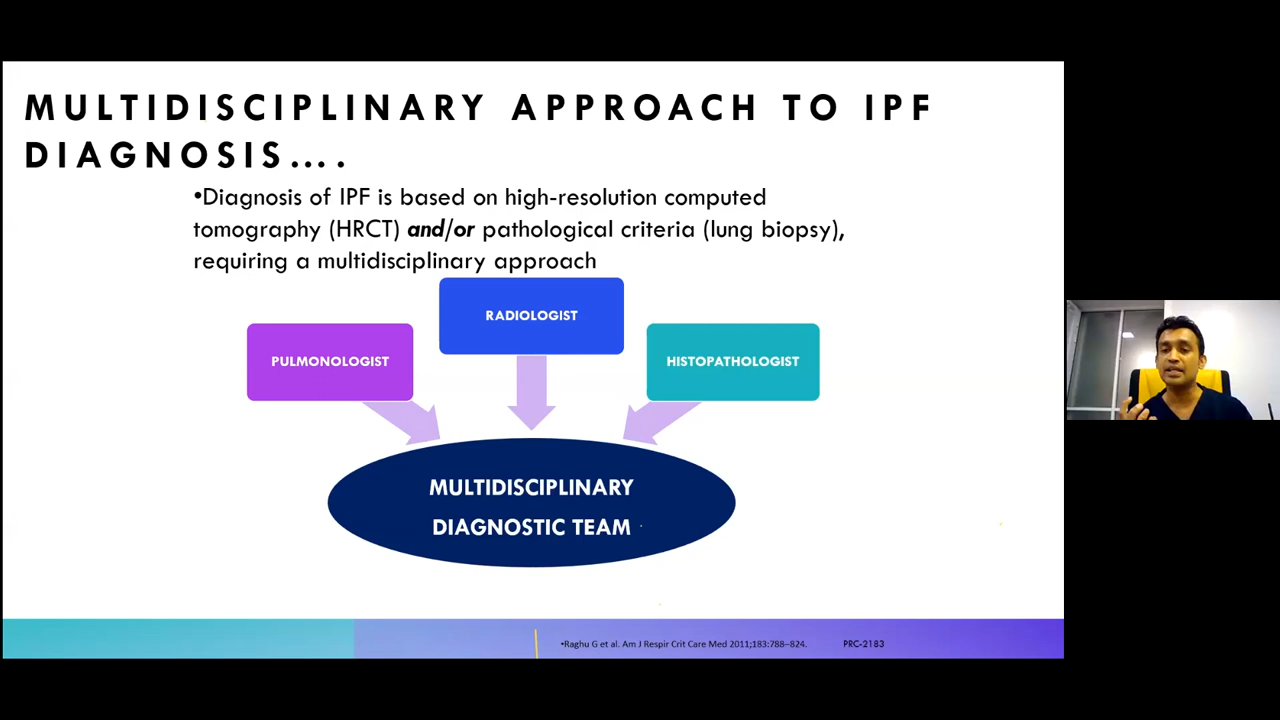 MULTIDISCIPLINARY APPROACH TO IPF
DIAGNOSIS....
•Diagnosis of IPF is based on high-resolution computed
tomography (HRCT) and/or pathological criteria (lung biopsy),
requiring a multidisciplinary approach
RADIOLOGIST
PULMONOLOGIST
HISTOPATHOLOGIST
MULTIDISCIPLINARY
DIAGNOSTIC TEAM
•Raghu G et al. Am J Respir Crit Care Med 2011;183:788–824.
PRC-2183